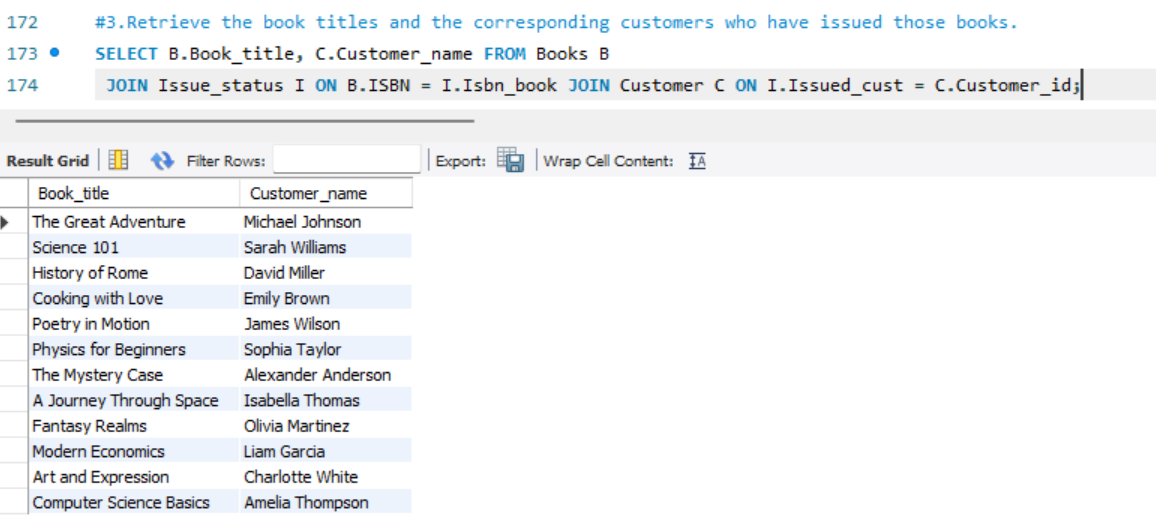 172 #3.Retrieve the book titles and the corresponding customers who have issued those books.
173 SELECT B.Book_title, C.Customer_name FROM Books B
174 JOIN Issue_status I ON B.ISBN = I.Isbn_book JOIN Customer C ON I.Issued_cust = C.Customer_id;
Result Grid Filter Rows: Export: Wrap Cell Content:
Book_title Customer_name
The Great Adventure Michael Johnson
Science 101 Sarah Williams
History of Rome David Miller
Cooking with Love Emily Brown
Poetry in Motion James Wilson
Physics for Beginners Sophia Taylor
The Mystery Case Alexander Anderson
A Journey Through Space Isabella Thomas
Fantasy Realms Olivia Martinez
Modern Economics Liam Garcia
Art and Expression Charlotte White
Computer Science Basics Amelia Thompson